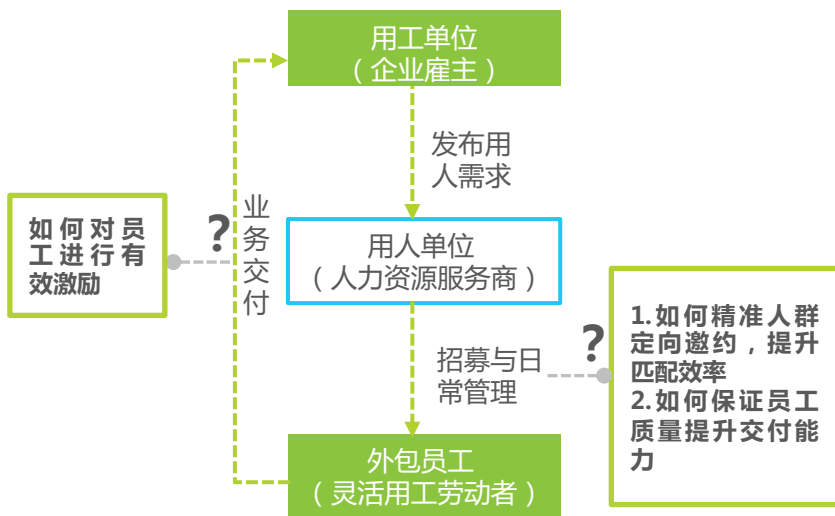 用工单位
（企业雇主）
发布用
人需求
?
业
务
交
付
如何对员
工进行有
效激励
用人单位
（人力资源服务商）
招募与日
常管理
?
1.如何精准人群
定向邀约，提升
匹配效率
2.如何保证员工
质量提升交付能
力
外包员工
（灵活用工劳动者）